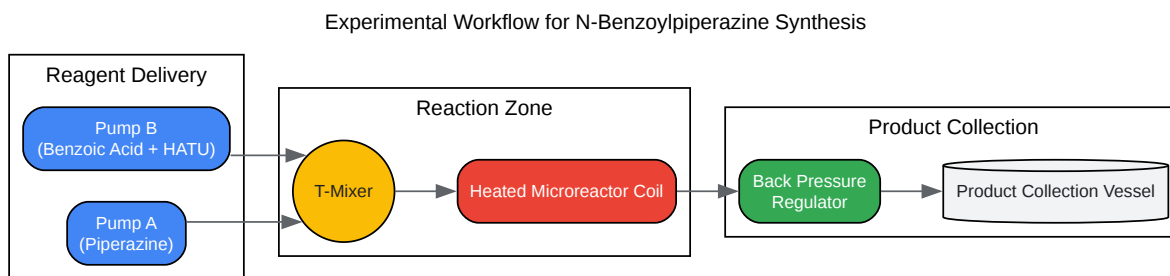 Experimental Workflow for N-Benzoylpiperazine Synthesis
Reagent Delivery
Pump B
(Benzoic Acid + HATU)
Pump A
(Piperazine)
Reaction Zone
T-Mixer
Heated Microreactor Coil
Product Collection
Back Pressure
Regulator
Product Collection Vessel